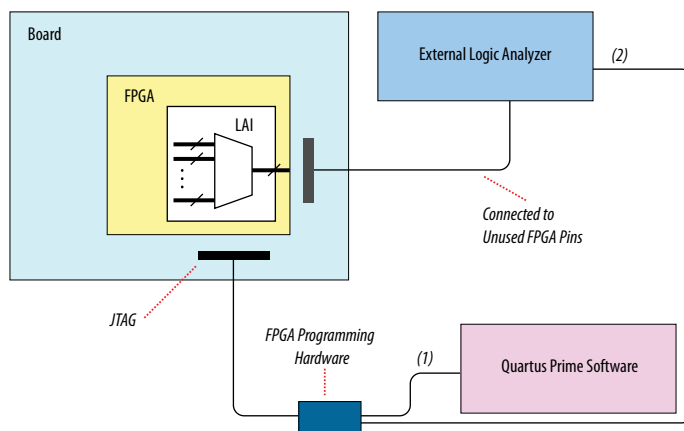 Board
External Logic Analyzer
(2)
FPGA
LAI
Connected to
Unused FPGA Pins
JTAG
FPGA Programming
Hardware
(1)
Quartus Prime Software